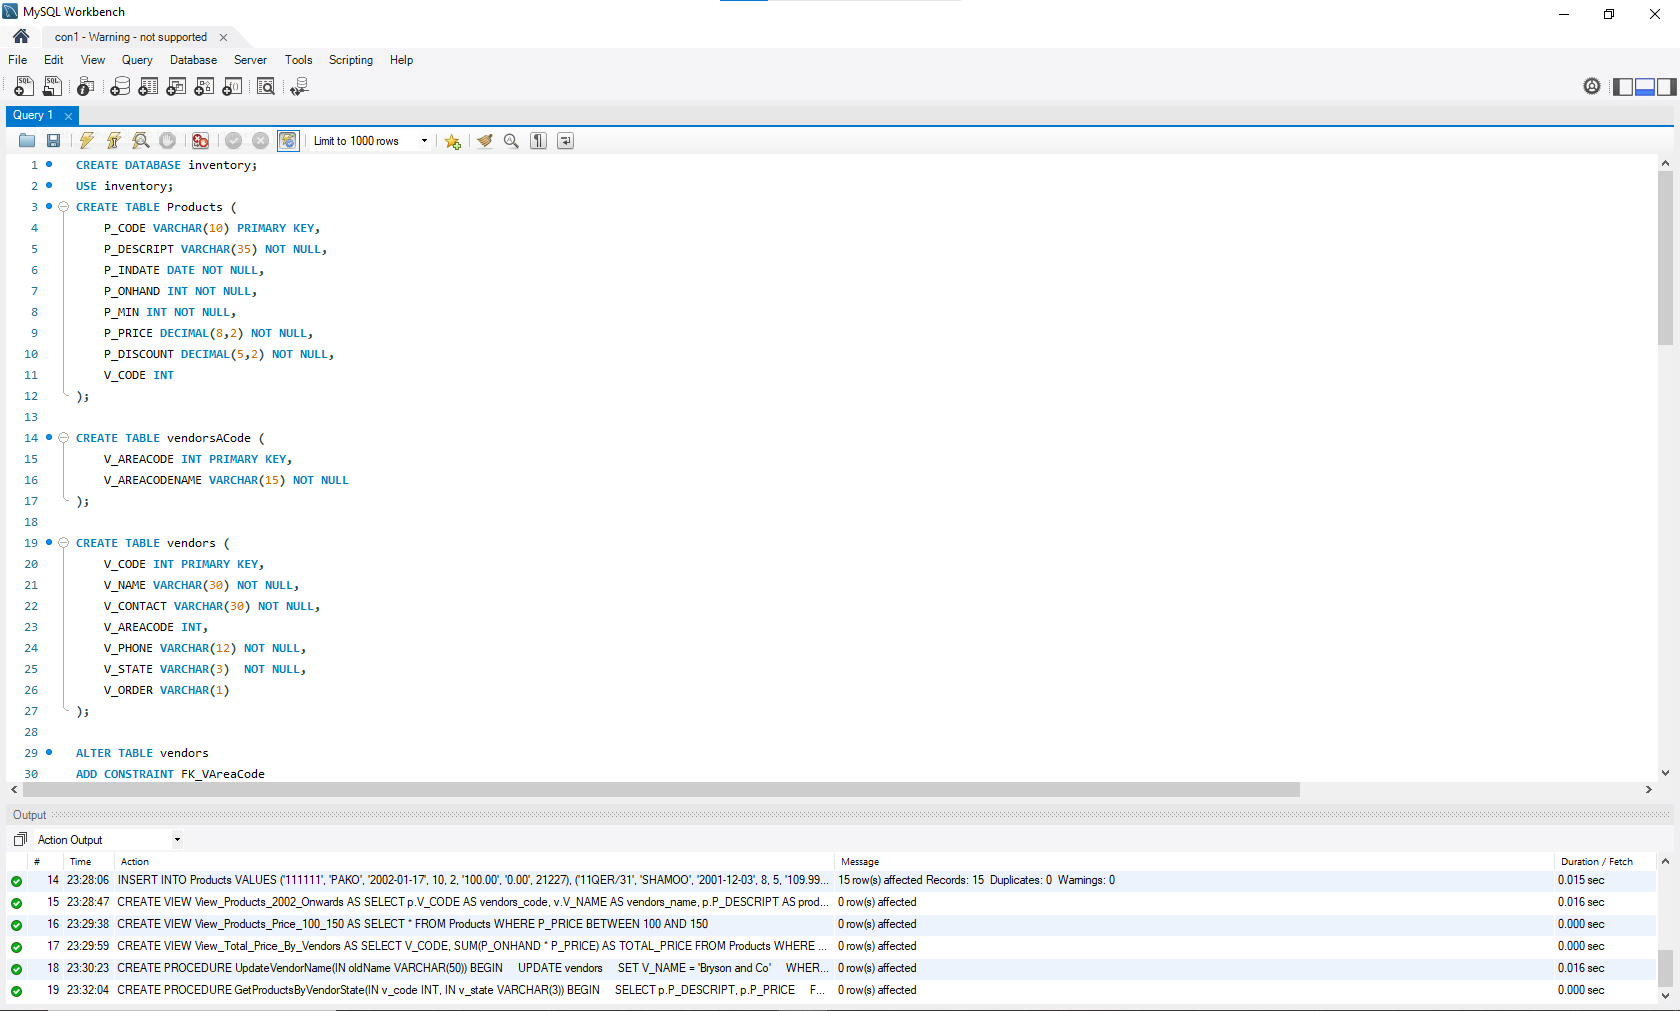 MySQL Workbench
con1 - Warning - not supported
File Edit View Query Database Server Tools Scripting Help
Query 1
Limit to 1000 rows
1 CREATE DATABASE inventory;
2 USE inventory;
3 CREATE TABLE Products (
4 P_CODE VARCHAR(10) PRIMARY KEY,
5 P_DESCRIPT VARCHAR(35) NOT NULL,
6 P_INDATE DATE NOT NULL,
7 P_ONHAND INT NOT NULL,
8 P_MIN INT NOT NULL,
9 P_PRICE DECIMAL(8,2) NOT NULL,
10 P_DISCOUNT DECIMAL(5,2) NOT NULL,
11 V_CODE INT
12 );
13
14 CREATE TABLE vendorsACode (
15 V_AREACODE INT PRIMARY KEY,
16 V_AREACODENAME VARCHAR(15) NOT NULL
17 );
18
19 CREATE TABLE vendors (
20 V_CODE INT PRIMARY KEY,
21 V_NAME VARCHAR(30) NOT NULL,
22 V_CONTACT VARCHAR(30) NOT NULL,
23 V_AREACODE INT,
24 V_PHONE VARCHAR(12) NOT NULL,
25 V_STATE VARCHAR(3)  NOT NULL,
26 V_ORDER VARCHAR(1)
27 );
28
29 ALTER TABLE vendors
30 ADD CONSTRAINT FK_VAreaCode
Output
Action Output
# Time Action Message Duration / Fetch
14 23:28:06 INSERT INTO Products VALUES ('111111', 'PAKO', '2002-01-17', 10, 2, '100.00', '0.00', 21227), ('11QER/31', 'SHAMOO', '2001-12-03', 8, 5, '109.99... 15 row(s) affected Records: 15  Duplicates: 0  Warnings: 0 0.015 sec
15 23:28:47 CREATE VIEW View_Products_2002_Onwards AS SELECT p.V_CODE AS vendors_code, v.V_NAME AS vendors_name, p.P_DESCRIPT AS prod... 0 row(s) affected 0.016 sec
16 23:29:38 CREATE VIEW View_Products_Price_100_150 AS SELECT * FROM Products WHERE P_PRICE BETWEEN 100 AND 150 0 row(s) affected 0.000 sec
17 23:29:59 CREATE VIEW View_Total_Price_By_Vendors AS SELECT V_CODE, SUM(P_ONHAND * P_PRICE) AS TOTAL_PRICE FROM Products WHERE ... 0 row(s) affected 0.000 sec
18 23:30:23 CREATE PROCEDURE UpdateVendorName(IN oldName VARCHAR(50)) BEGIN UPDATE vendors SET V_NAME = 'Bryson and Co' WHER... 0 row(s) affected 0.016 sec
19 23:32:04 CREATE PROCEDURE GetProductsByVendorState(IN v_code INT, IN v_state VARCHAR(3)) BEGIN SELECT p.P_DESCRIPT, p.P_PRICE F... 0 row(s) affected 0.000 sec